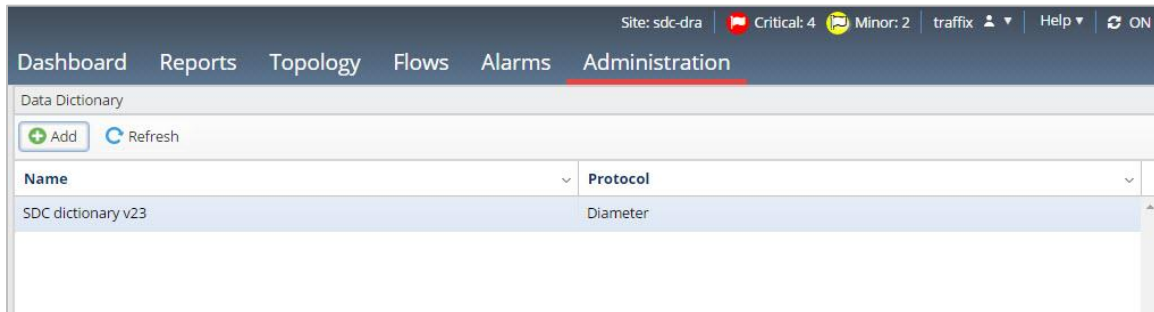 Site: sdc-dra Critical: 4 Minor: 2 traffix Help ON
Dashboard Reports Topology Flows Alarms Administration
Data Dictionary
Add Refresh
Name Protocol
SDC dictionary v23 Diameter